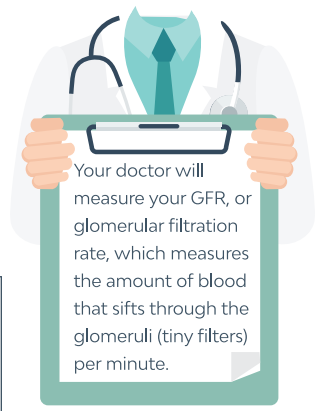 Your doctor will
measure your GFR, or
glomerular filtration
rate, which measures
the amount of blood
that sifts through the
glomeruli (tiny filters)
per minute.